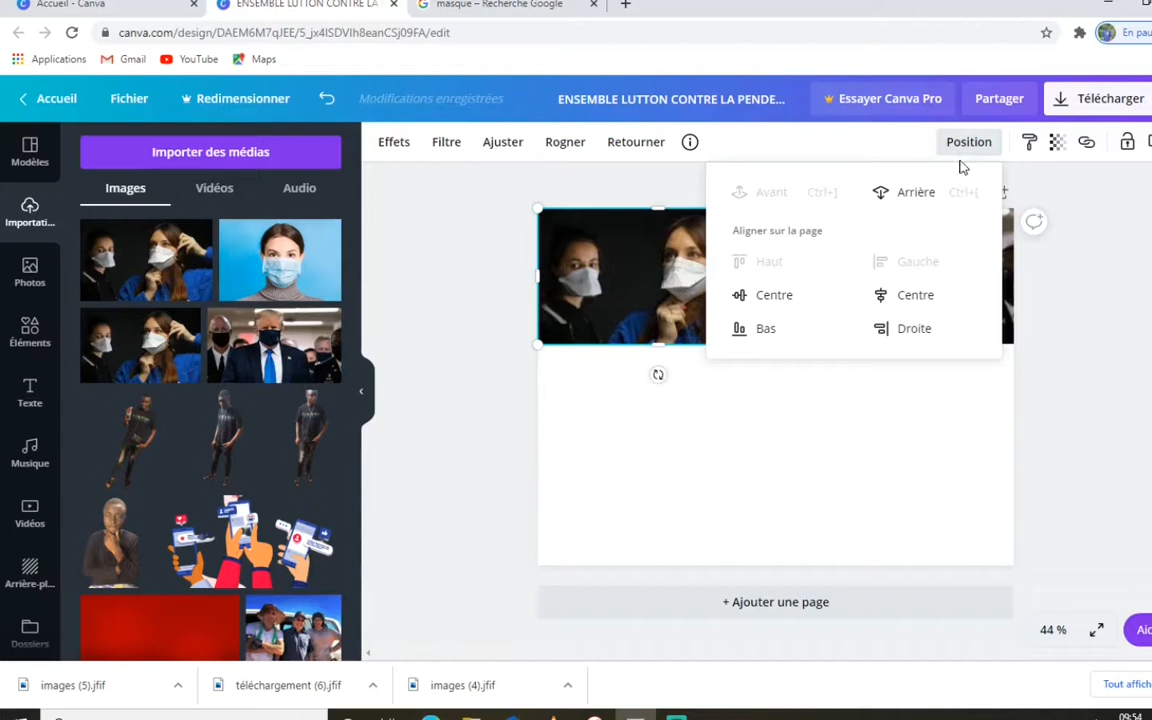 Accueil - Canva
ENSEMBLE LUTTON CONTRE LA
masque – Recherche Google
canva.com/design/DAEM6M7qJEE/5_jx4lSDVIh8eanCSj09FA/edit
En pau
Applications Gmail YouTube Maps
Accueil Fichier Redimensionner Modifications enregistrées ENSEMBLE LUTTON CONTRE LA PENDE... Essayer Canva Pro Partager Télécharger
Modèles
Importati...
Photos
Éléments
Texte
Musique
Vidéos
Arrière-pl...
Dossiers
Importer des médias
Images Vidéos Audio
Effets Filtre Ajuster Rogner Retourner Position
Avant Ctrl+] Arrière Ctrl+[
Aligner sur la page
Haut Gauche
Centre Centre
Bas Droite
+ Ajouter une page
44 %
Aid
images (5).jfif téléchargement (6).jfif images (4).jfif Tout affich
09:54